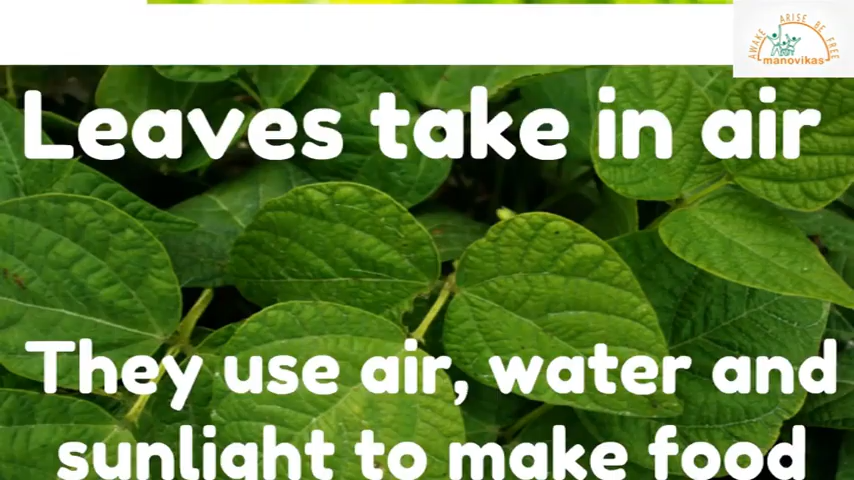 AWAKE ARISE BE FREE
manovikas
Leaves take in air
They use air, water and
sunlight to make food